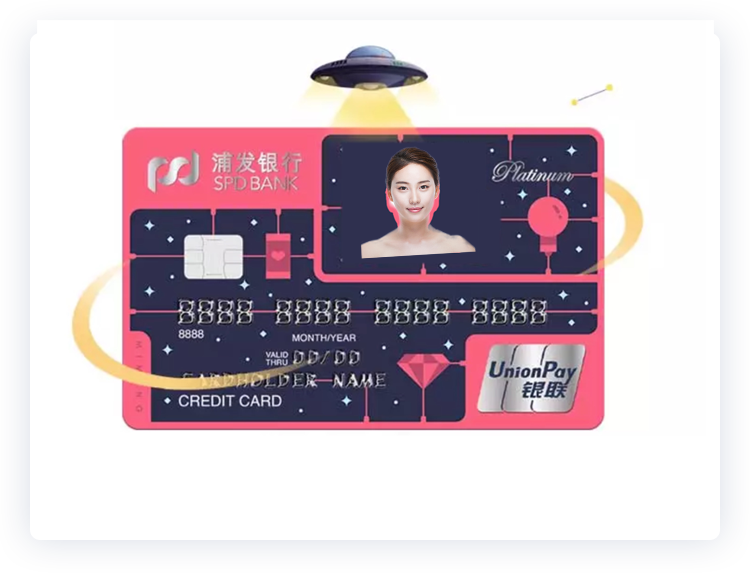 浦发银行
SPD BANK
Platinum
8888 8888 8888 8888
8888
MONTH/YEAR
VALID THRU DD/DD
CARDHOLDER NAME
CREDIT CARD
UnionPay
银联